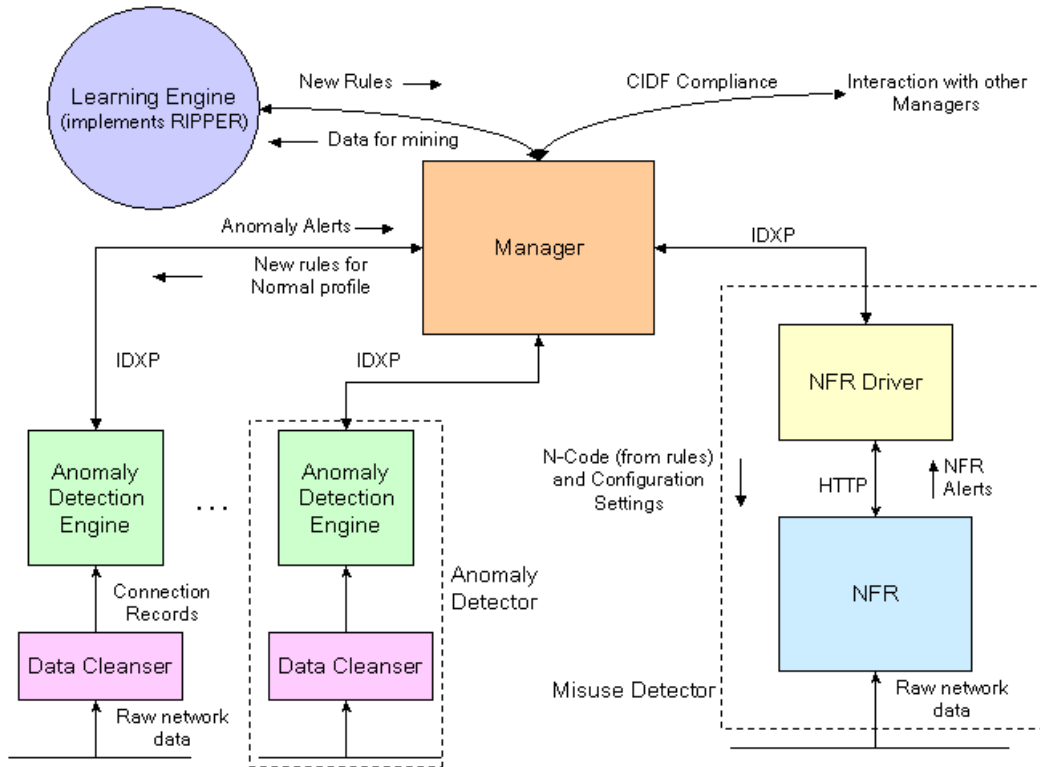 New Rules
CIDF Compliance
Interaction with other
Managers
Learning Engine
(implements RIPPER)
Data for mining
Anomaly Alerts
Manager
IDXP
New rules for
Normal profile
IDXP
IDXP
NFR Driver
Anomaly
Detection
Engine
. . .
Anomaly
Detection
Engine
N-Code (from rules)
and Configuration
Settings
HTTP
NFR
Alerts
Anomaly
Detector
NFR
Connection
Records
Data Cleanser
Data Cleanser
Misuse Detector
Raw network
data
Raw network
data